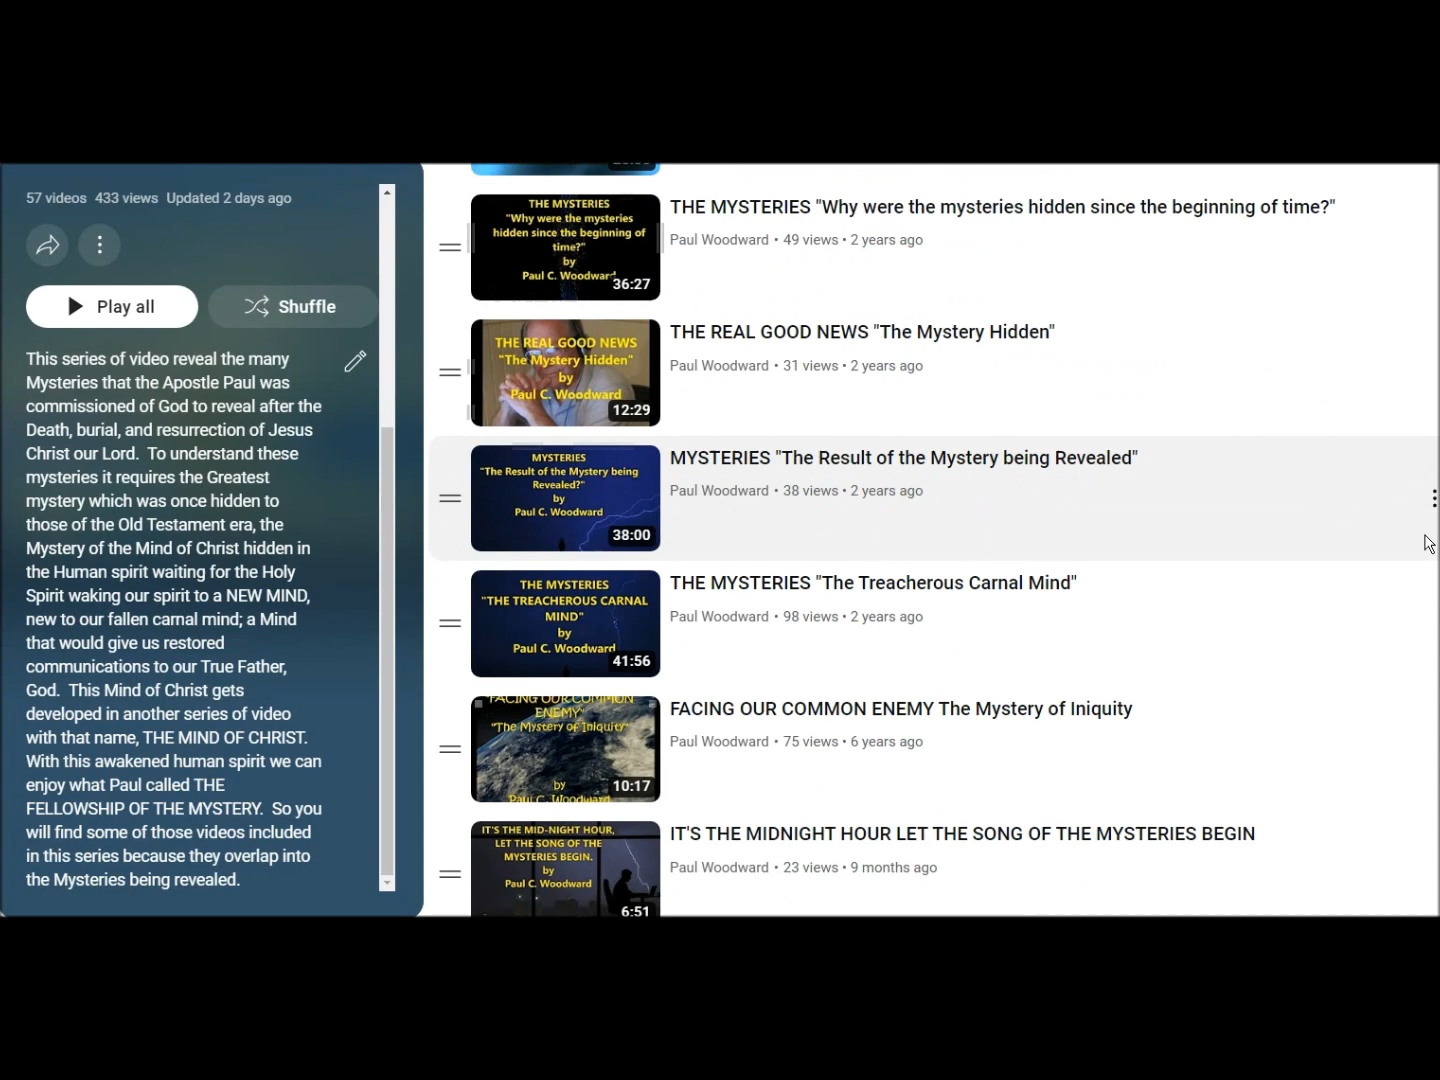 57 videos 433 views Updated 2 days ago
Play all
Shuffle
This series of video reveal the many
Mysteries that the Apostle Paul was
commissioned of God to reveal after the
Death, burial, and resurrection of Jesus
Christ our Lord. To understand these
mysteries it requires the Greatest
mystery which was once hidden to
those of the Old Testament era, the
Mystery of the Mind of Christ hidden in
the Human spirit waiting for the Holy
Spirit waking our spirit to a NEW MIND,
new to our fallen carnal mind; a Mind
that would give us restored
communications to our True Father,
God. This Mind of Christ gets
developed in another series of video
with that name, THE MIND OF CHRIST.
With this awakened human spirit we can
enjoy what Paul called THE
FELLOWSHIP OF THE MYSTERY. So you
will find some of those videos included
in this series because they overlap into
the Mysteries being revealed.
THE MYSTERIES
"Why were the mysteries
hidden since the beginning of
time?"
by
Paul C. Woodward
36:27
THE MYSTERIES "Why were the mysteries hidden since the beginning of time?"
Paul Woodward • 49 views • 2 years ago
THE REAL GOOD NEWS
"The Mystery Hidden"
by
Paul C. Woodward
12:29
THE REAL GOOD NEWS "The Mystery Hidden"
Paul Woodward • 31 views • 2 years ago
MYSTERIES
"The Result of the Mystery being
Revealed?"
by
Paul C. Woodward
38:00
MYSTERIES "The Result of the Mystery being Revealed"
Paul Woodward • 38 views • 2 years ago
THE MYSTERIES
"THE TREACHEROUS CARNAL
MIND"
by
Paul C. Woodward
41:56
THE MYSTERIES "The Treacherous Carnal Mind"
Paul Woodward • 98 views • 2 years ago
"FACING OUR COMMON
ENEMY"
"The Mystery of Iniquity"
by
Paul C. Woodward
10:17
FACING OUR COMMON ENEMY The Mystery of Iniquity
Paul Woodward • 75 views • 6 years ago
IT'S THE MID-NIGHT HOUR,
LET THE SONG OF THE
MYSTERIES BEGIN.
by
Paul C. Woodward
6:51
IT'S THE MIDNIGHT HOUR LET THE SONG OF THE MYSTERIES BEGIN
Paul Woodward • 23 views • 9 months ago